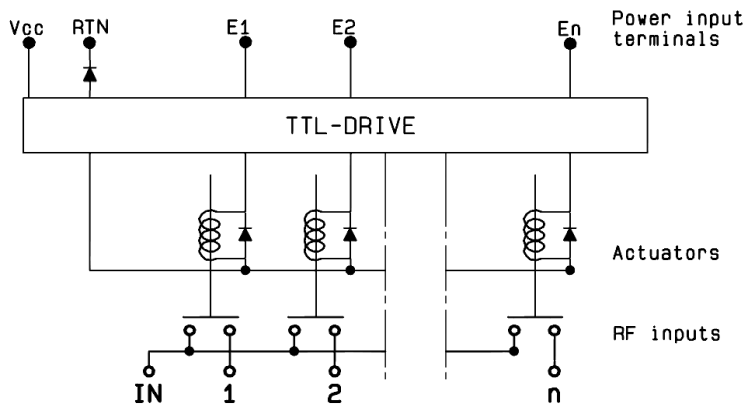 Vcc RTN E1 E2 En Power input
terminals
TTL-DRIVE
Actuators
RF inputs
IN 1 2 n